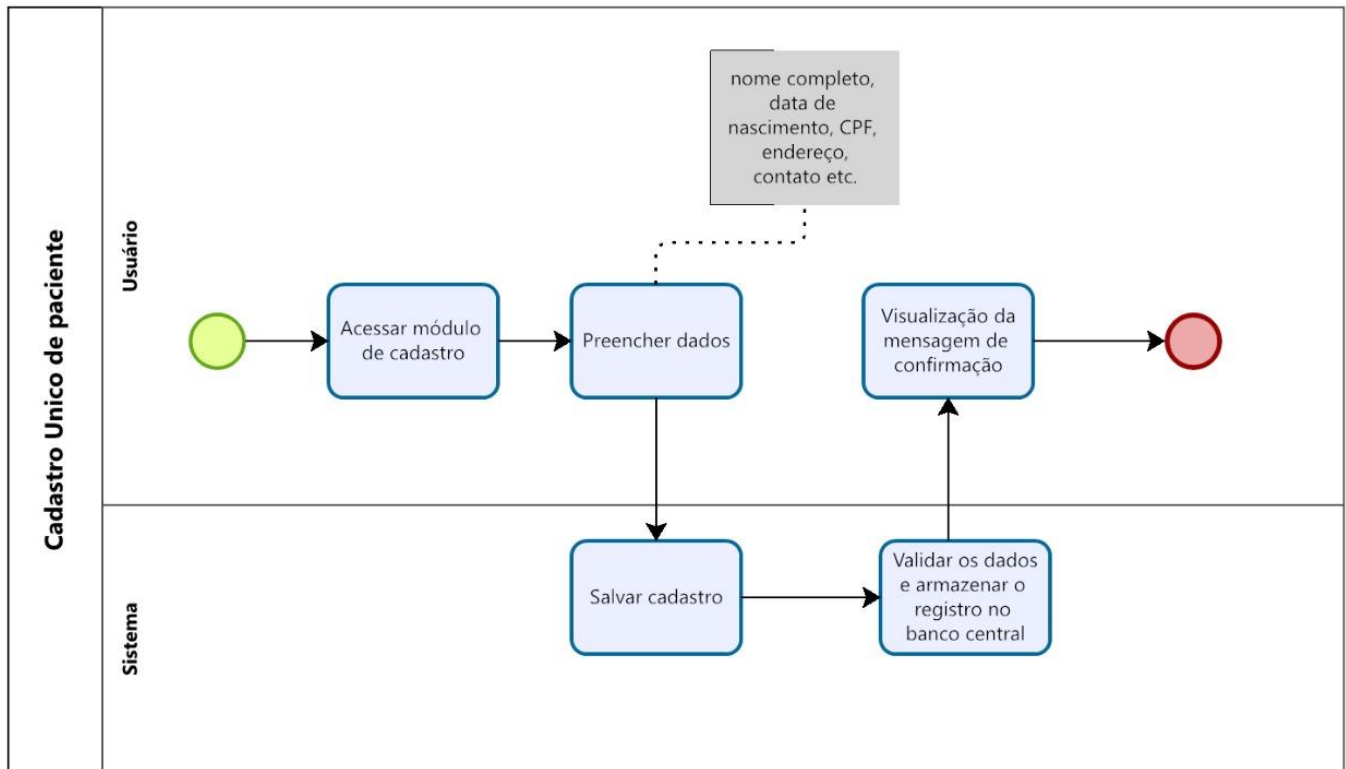 Cadastro Unico de paciente
Usuário
nome completo,
data de
nascimento, CPF,
endereço,
contato etc.
Acessar módulo
de cadastro
Preencher dados
Visualização da
mensagem de
confirmação
Sistema
Salvar cadastro
Validar os dados
e armazenar o
registro no
banco central